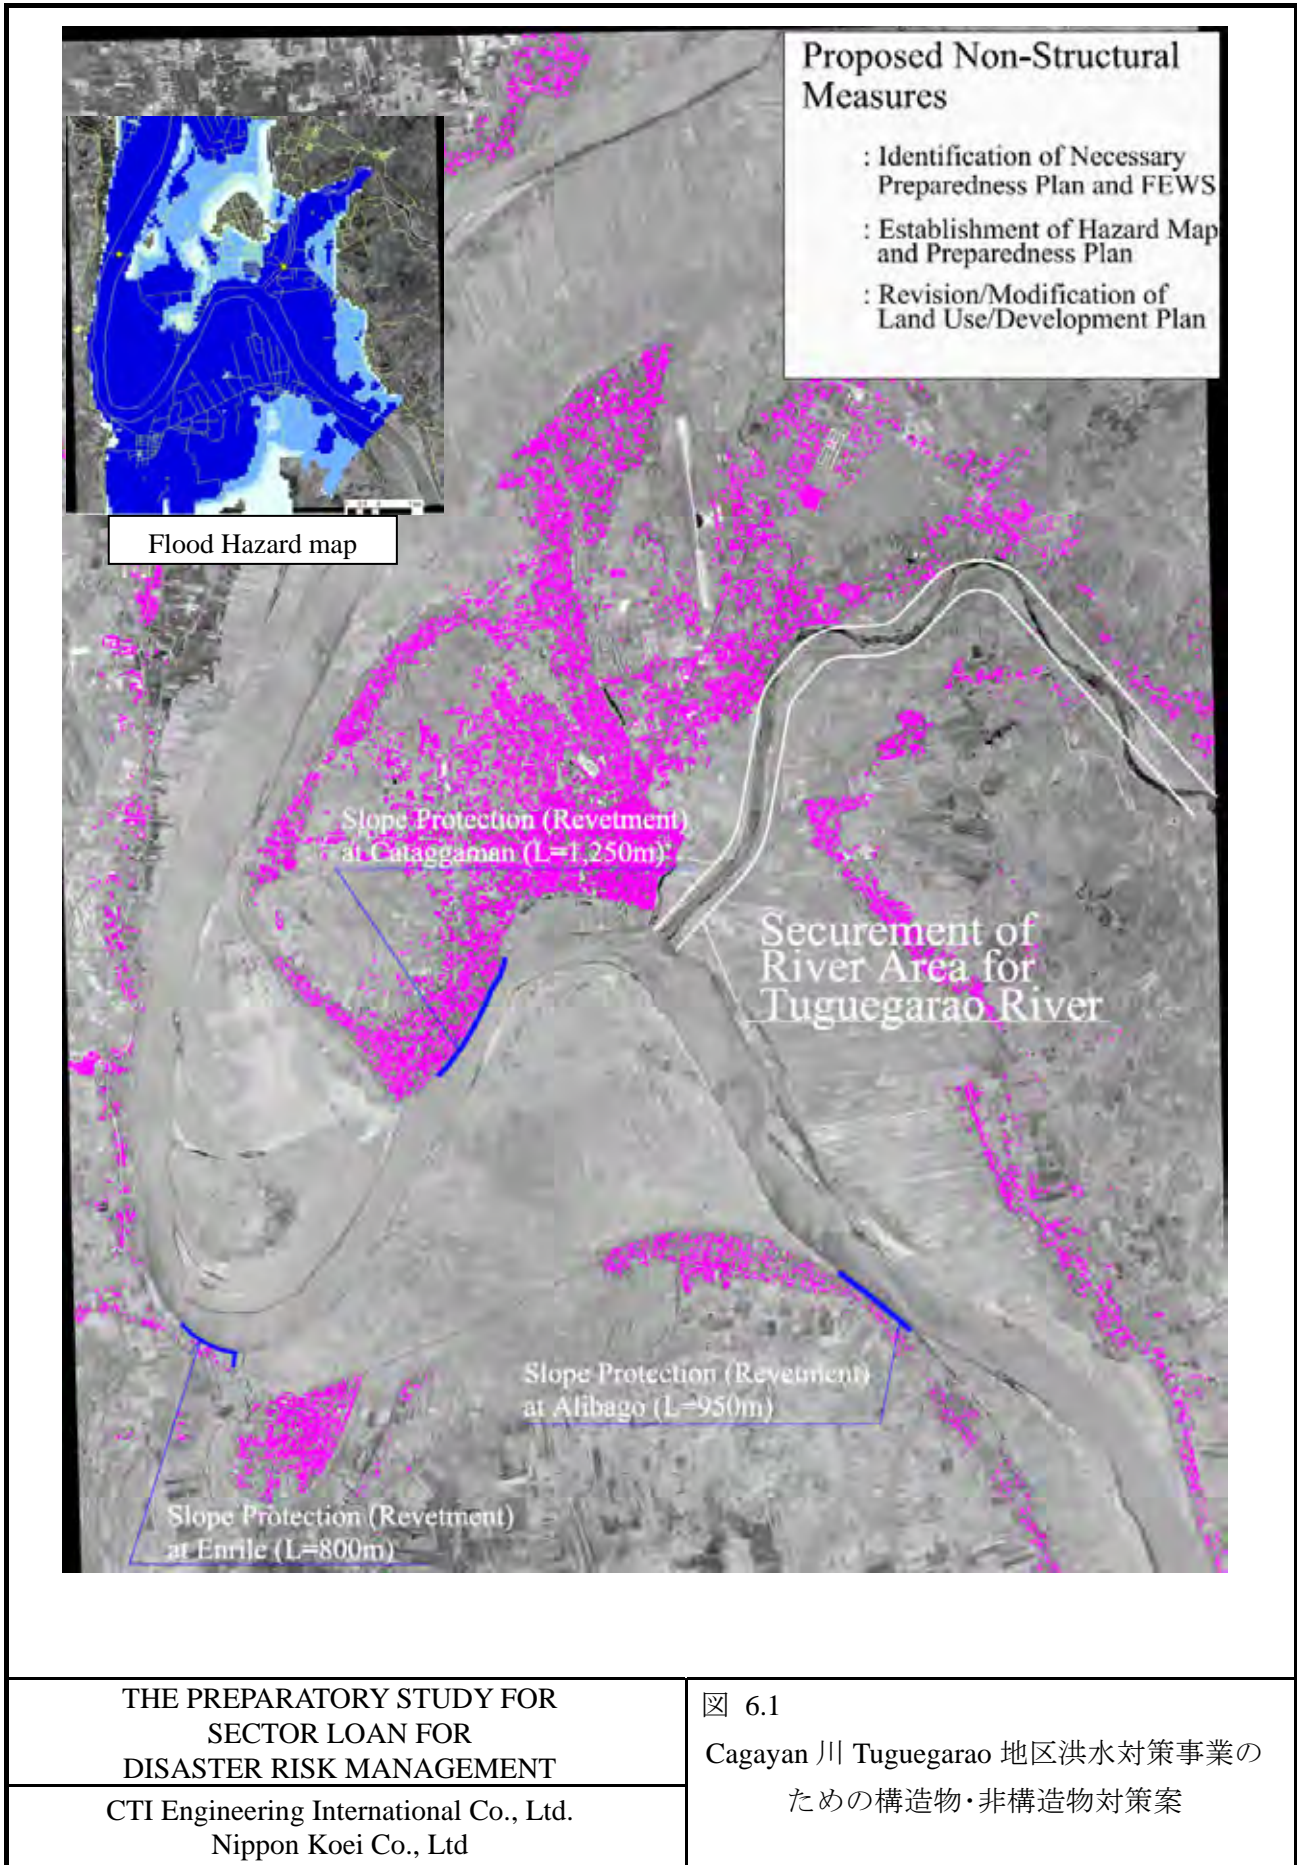 Proposed Non-Structural
Measures
: Identification of Necessary
Preparedness Plan and FEWS
: Establishment of Hazard Map
and Preparedness Plan
: Revision/Modification of
Land Use/Development Plan
Flood Hazard map
Slope Protection (Revetment)
at Cataggaman (L=1,250m)
Securement of
River Area for
Tuguegarao River
Slope Protection (Revetment)
at Alibago (L=950m)
Slope Protection (Revetment)
at Enrile (L=800m)
THE PREPARATORY STUDY FOR
SECTOR LOAN FOR
DISASTER RISK MANAGEMENT
CTI Engineering International Co., Ltd.
Nippon Koei Co., Ltd
図 6.1
Cagayan 川 Tuguegarao 地区洪水対策事業の
ための構造物・非構造物対策案